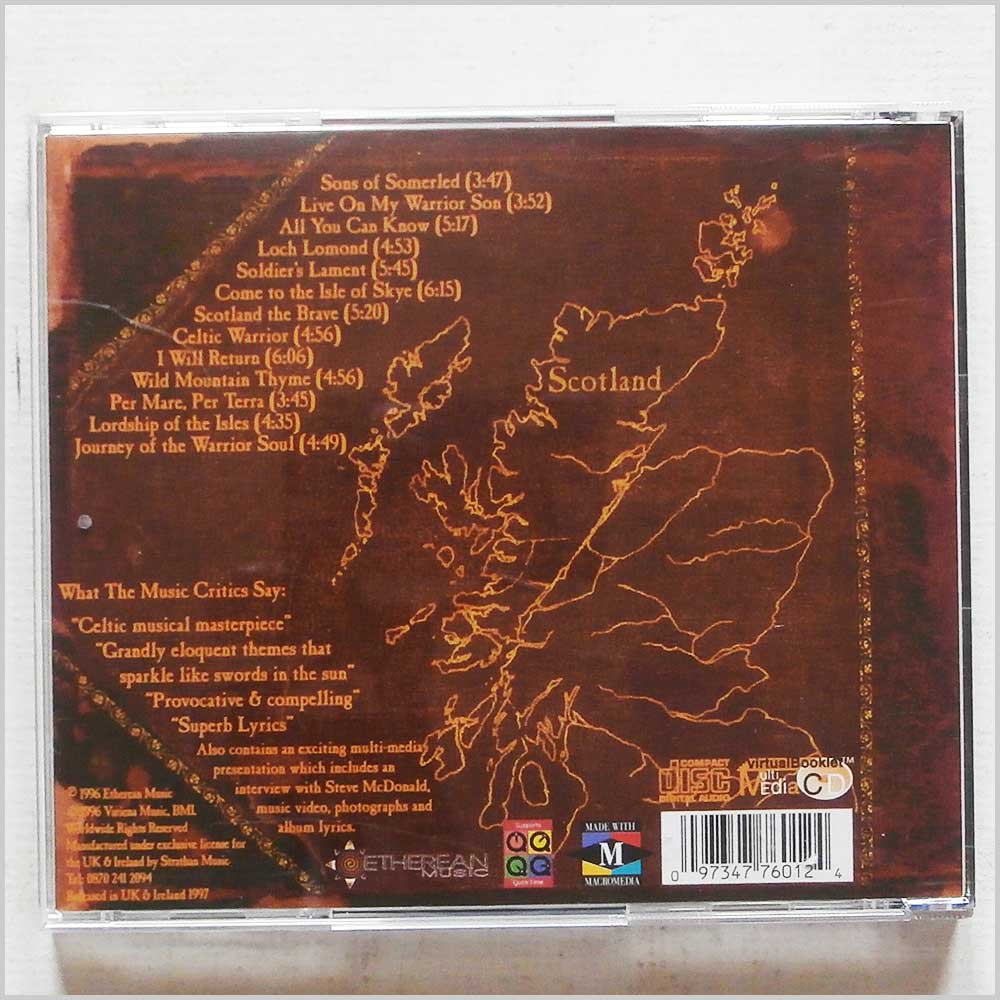 Sons of Somerled (3:47)
Live On My Warrior Son (3:52)
All You Can Know (5:17)
Loch Lomond (4:53)
Soldier's Lament (5:45)
Come to the Isle of Skye (6:15)
Scotland the Brave (5:20)
Celtic Warrior (4:56)
I Will Return (6:06)
Wild Mountain Thyme (4:56)
Per Mare, Per Terra (3:45)
Lordship of the Isles (4:35)
Journey of the Warrior Soul (4:49)
Scotland
What The Music Critics Say:
"Celtic musical masterpiece"
"Grandly eloquent themes that
sparkle like swords in the sun"
"Provocative & compelling"
"Superb Lyrics"
Also contains an exciting multi-media
presentation which includes an
interview with Steve McDonald,
music video, photographs and
album lyrics.
© 1996 Etherean Music
1996 Variena Music, BMI.
Worldwide Rights Reserved
Manufactured under exclusive license for
the UK & Ireland by Strathan Music
Tel: 0870 241 2094
Released in UK & Ireland 1997
ETHEREAN
MUSIC
Supports
QuickTime
MADE WITH
M
MACROMEDIA
COMPACT
DISC
DIGITAL AUDIO
virtualBooklet™
Multi
Media CD
0 97347 76012 4